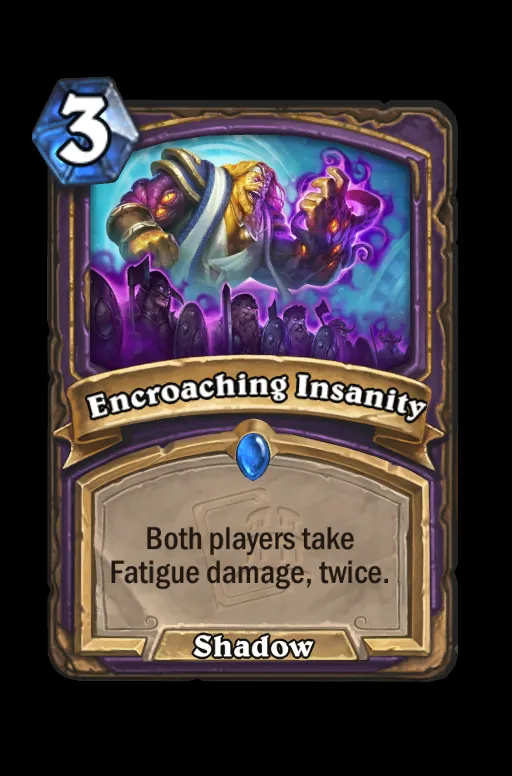 3
Encroaching Insanity
Both players take
Fatigue damage, twice.
Shadow